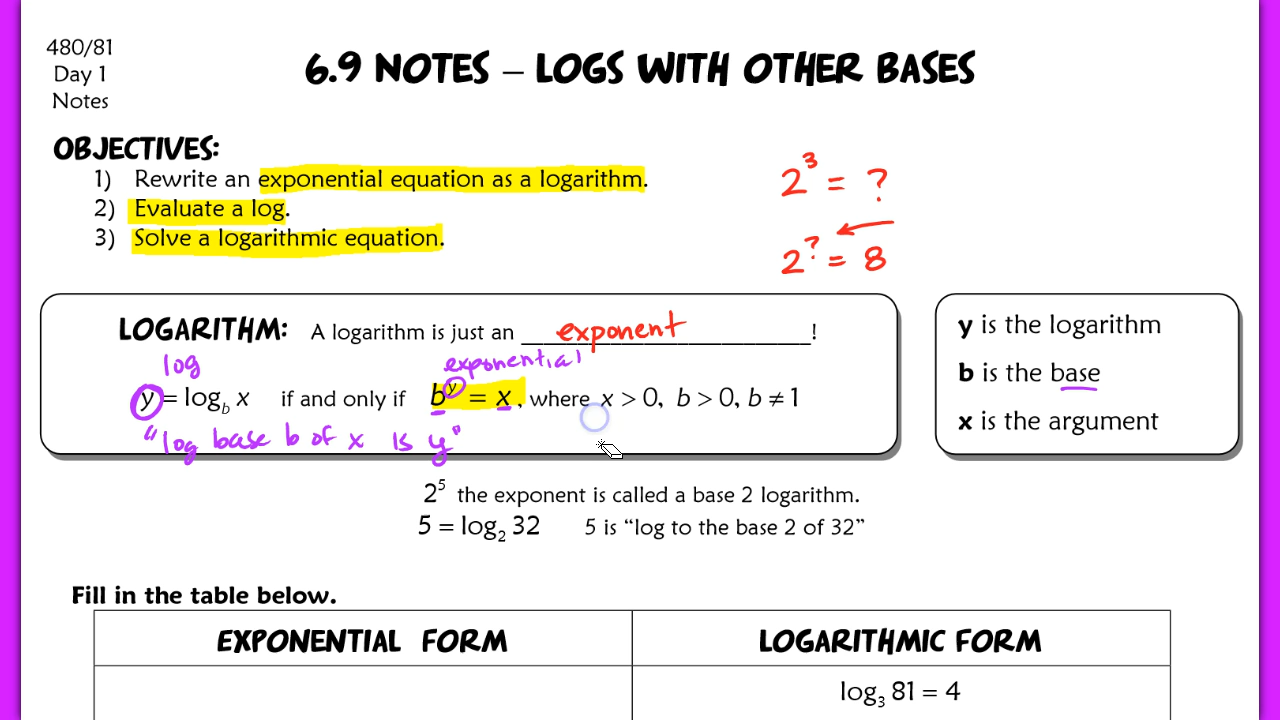 480/81
Day 1
Notes
6.9 NOTES – LOGS WITH OTHER BASES
OBJECTIVES:
1) Rewrite an exponential equation as a logarithm.
2) Evaluate a log.
3) Solve a logarithmic equation.
2³ = ?
2^? = 8
LOGARITHM: A logarithm is just an exponent!
log exponential
y = log_b x if and only if b^y = x, where x > 0, b > 0, b ≠ 1
"log base b of x is y"
y is the logarithm
b is the base
x is the argument
2⁵ the exponent is called a base 2 logarithm.
5 = log₂ 32 5 is “log to the base 2 of 32”
Fill in the table below.
EXPONENTIAL FORM LOGARITHMIC FORM
log₃ 81 = 4